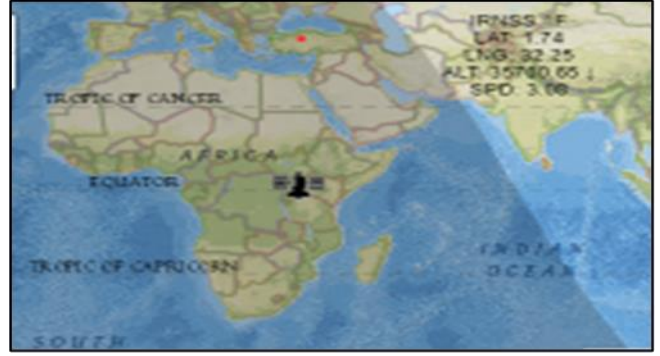 IRNSS 1F
LAT: 1.74
LNG: 32.25
ALT: 35760.65 ↓
SPD: 3.08
TROPIC OF CANCER
AFRICA
EQUATOR
INDIAN
OCEAN
TROPIC OF CAPRICORN
SOUTH